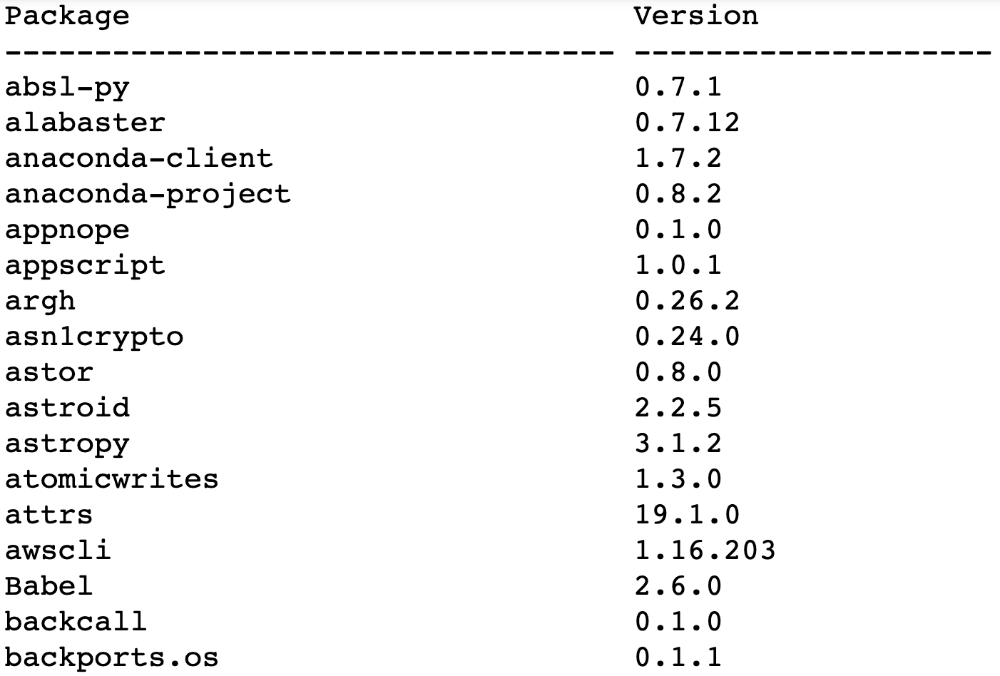 Package                            Version
---------------------------------- --------------------
absl-py                            0.7.1
alabaster                          0.7.12
anaconda-client                    1.7.2
anaconda-project                   0.8.2
appnope                            0.1.0
appscript                          1.0.1
argh                               0.26.2
asn1crypto                         0.24.0
astor                              0.8.0
astroid                            2.2.5
astropy                            3.1.2
atomicwrites                       1.3.0
attrs                              19.1.0
awscli                             1.16.203
Babel                              2.6.0
backcall                           0.1.0
backports.os                       0.1.1